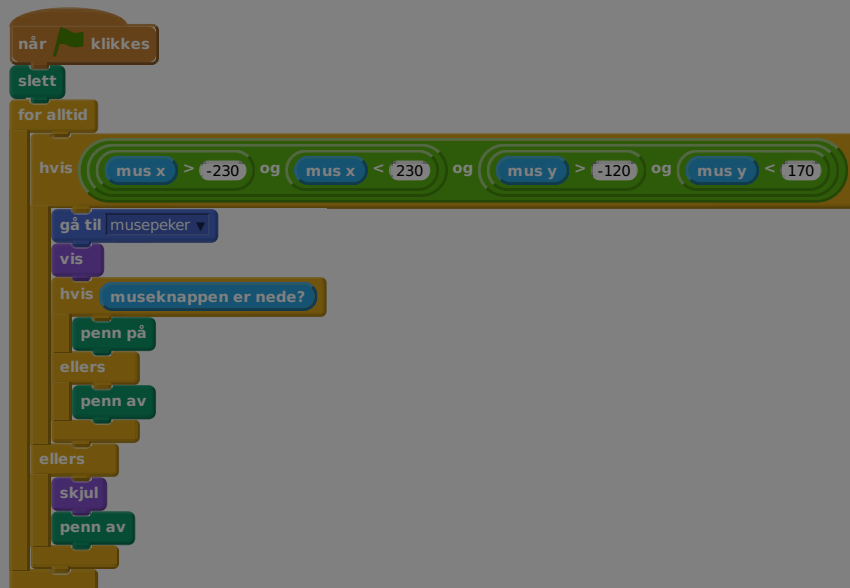 når klikkes
slett
for alltid
hvis mus x > -230 og mus x < 230 og mus y > -120 og mus y < 170
gå til musepeker ▼
vis
hvis museknappen er nede?
penn på
ellers
penn av
ellers
skjul
penn av